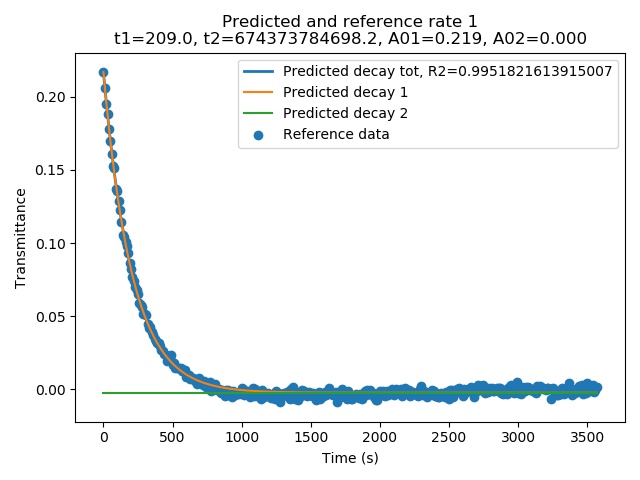 Predicted and reference rate 1
t1=209.0, t2=674373784698.2, A01=0.219, A02=0.000
Predicted decay tot, R2=0.9951821613915007
Predicted decay 1
Predicted decay 2
Reference data
Transmittance
0.20
0.15
0.10
0.05
0.00
0 500 1000 1500 2000 2500 3000 3500
Time (s)